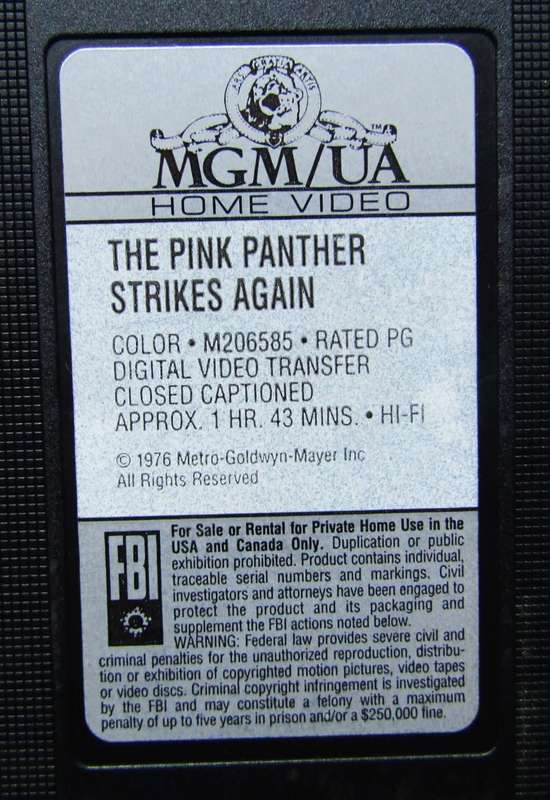 ARS GRATIA ARTIS
TM
MGM/UA
HOME VIDEO
THE PINK PANTHER
STRIKES AGAIN
COLOR • M206585 • RATED PG
DIGITAL VIDEO TRANSFER
CLOSED CAPTIONED
APPROX. 1 HR. 43 MINS. • HI-FI
© 1976 Metro-Goldwyn-Mayer Inc
All Rights Reserved
FBI
For Sale or Rental for Private Home Use in the
USA and Canada Only. Duplication or public
exhibition prohibited. Product contains individual,
traceable serial numbers and markings. Civil
investigators and attorneys have been engaged to
protect the product and its packaging and
supplement the FBI actions noted below.
WARNING: Federal law provides severe civil and
criminal penalties for the unauthorized reproduction, distribu-
tion or exhibition of copyrighted motion pictures, video tapes
or video discs. Criminal copyright infringement is investigated
by the FBI and may constitute a felony with a maximum
penalty of up to five years in prison and/or a $250,000 fine.